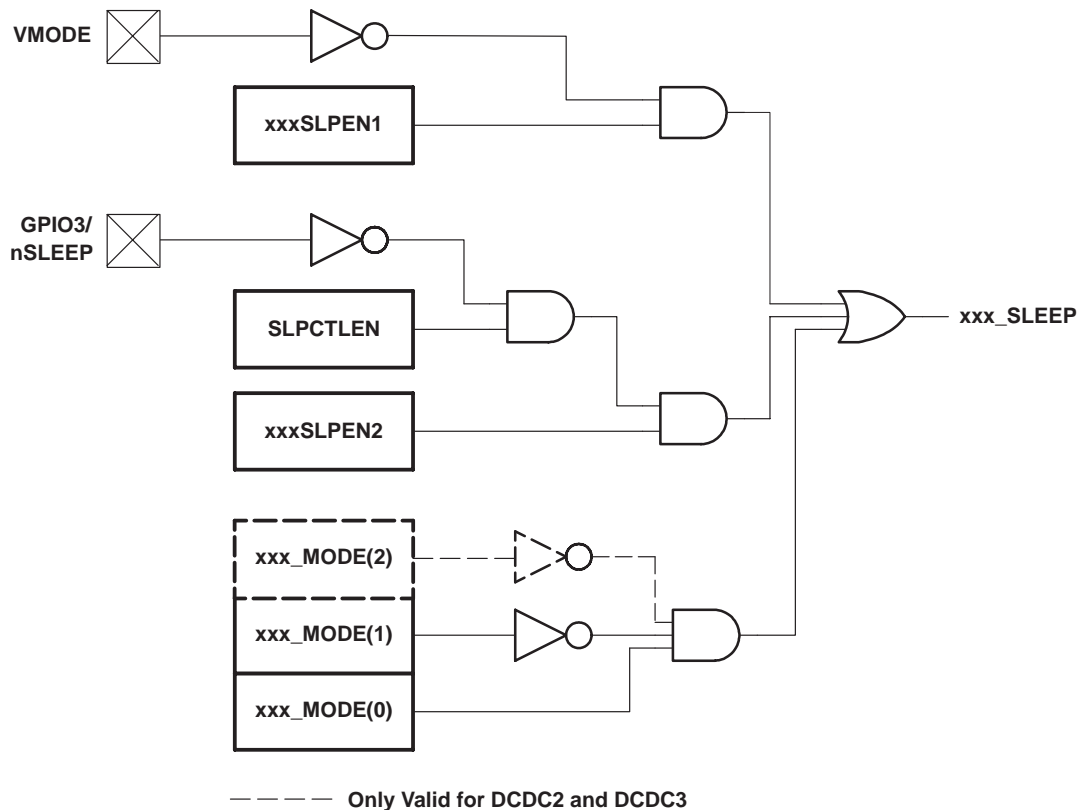 VMODE
xxxSLPEN1
GPIO3/
nSLEEP
SLPCTLEN
xxx_SLEEP
xxxSLPEN2
xxx_MODE(2)
xxx_MODE(1)
xxx_MODE(0)
Only Valid for DCDC2 and DCDC3